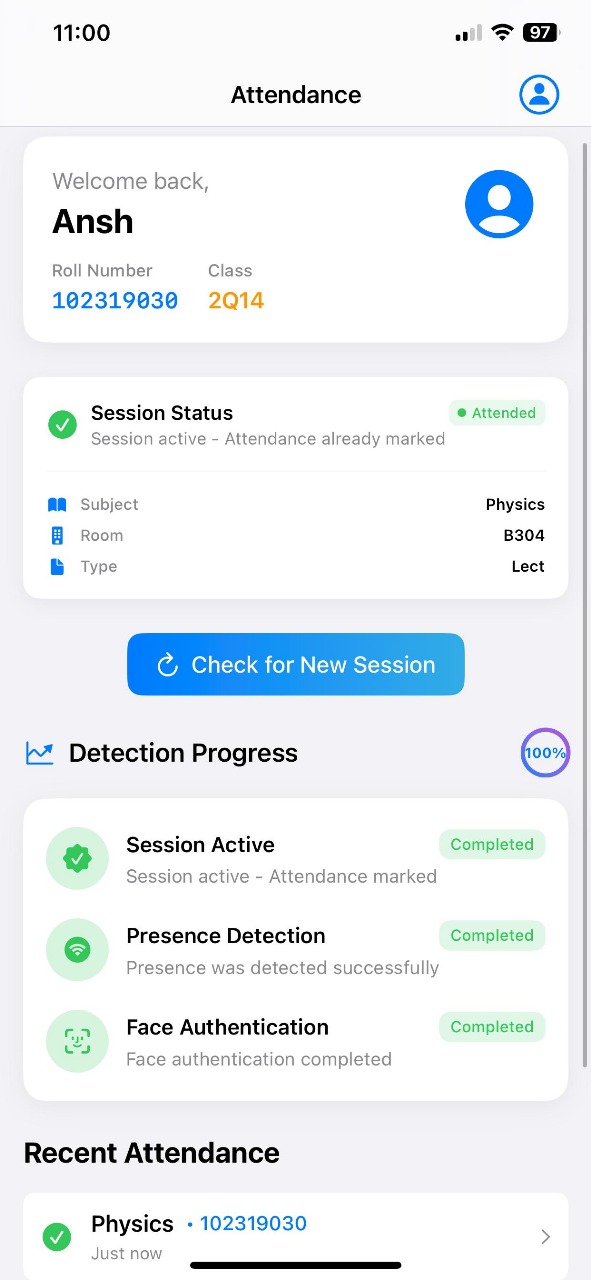 11:00
97
Attendance
Welcome back,
Ansh
Roll Number Class
102319030 2Q14
Session Status
Attended
Session active - Attendance already marked
Subject Physics
Room B304
Type Lect
Check for New Session
Detection Progress 100%
Session Active Completed
Session active - Attendance marked
Presence Detection Completed
Presence was detected successfully
Face Authentication Completed
Face authentication completed
Recent Attendance
Physics • 102319030
Just now